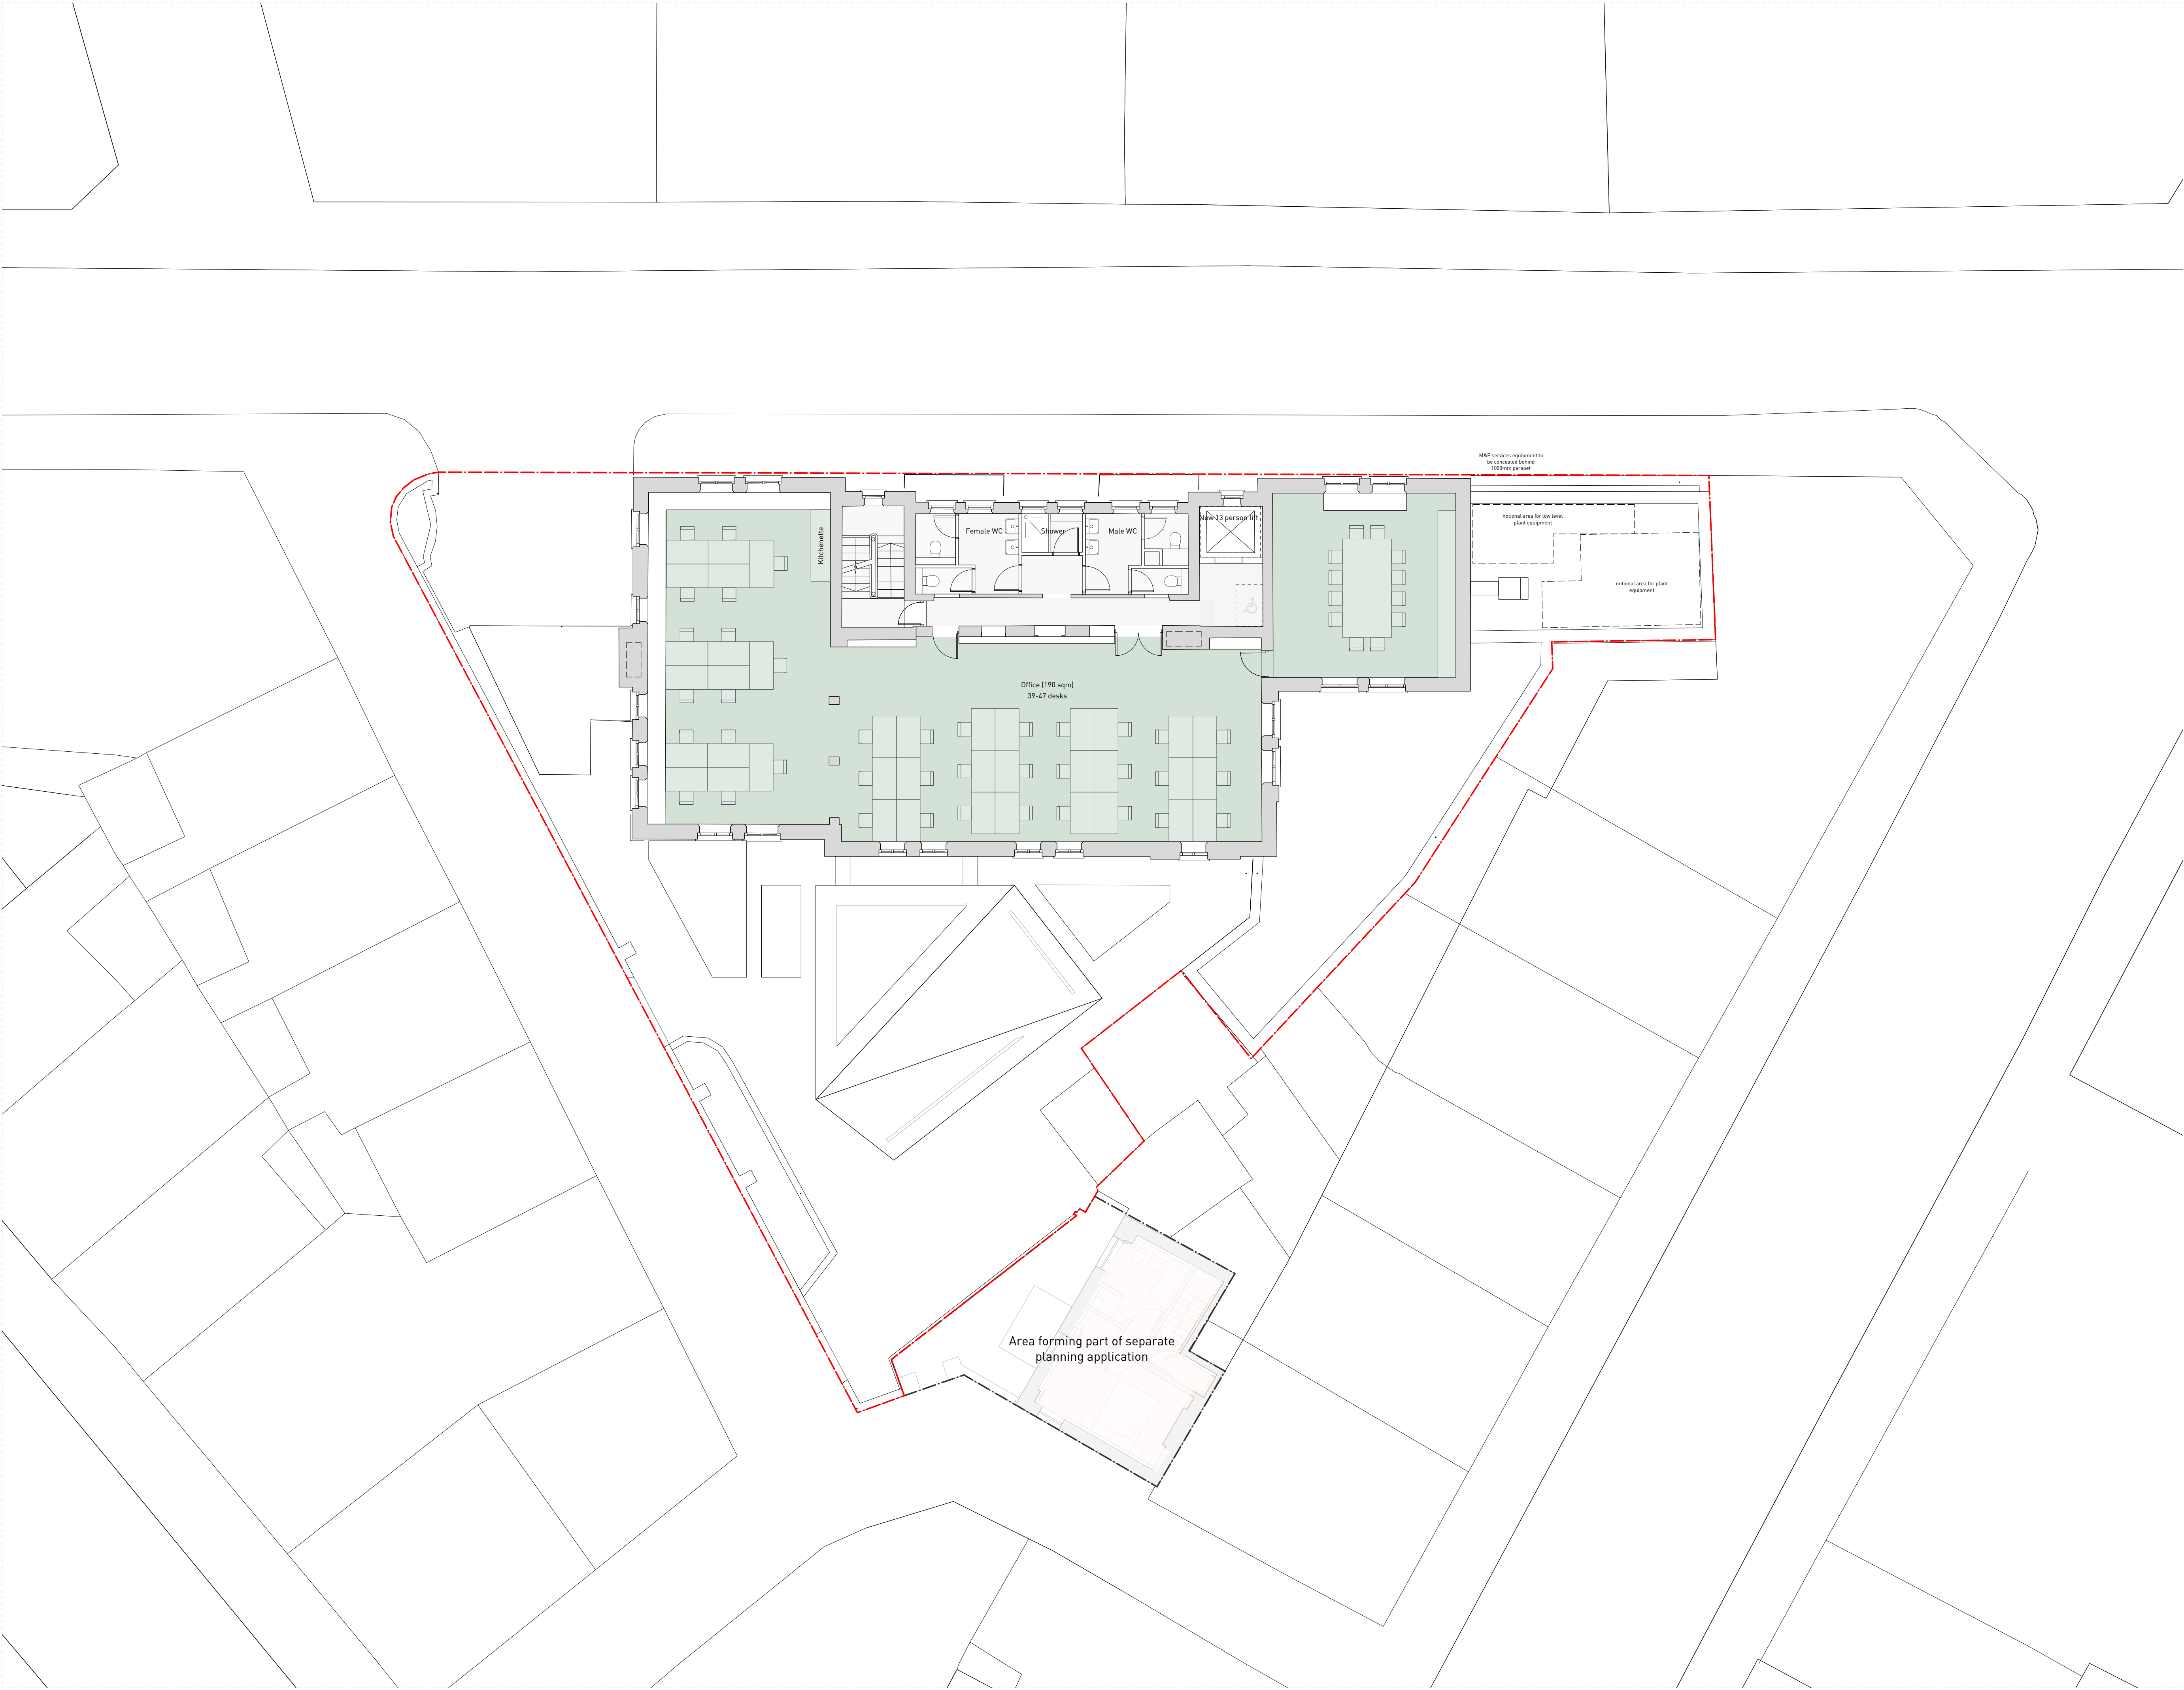 M&E services equipment to
be concealed behind
1000mm parapet
notional area for low level
plant equipment
notional area for plant
equipment
Kitchenette
Female WC
Shower
Male WC
New 13 person lift
Office (190 sqm)
39-47 desks
Area forming part of separate
planning application